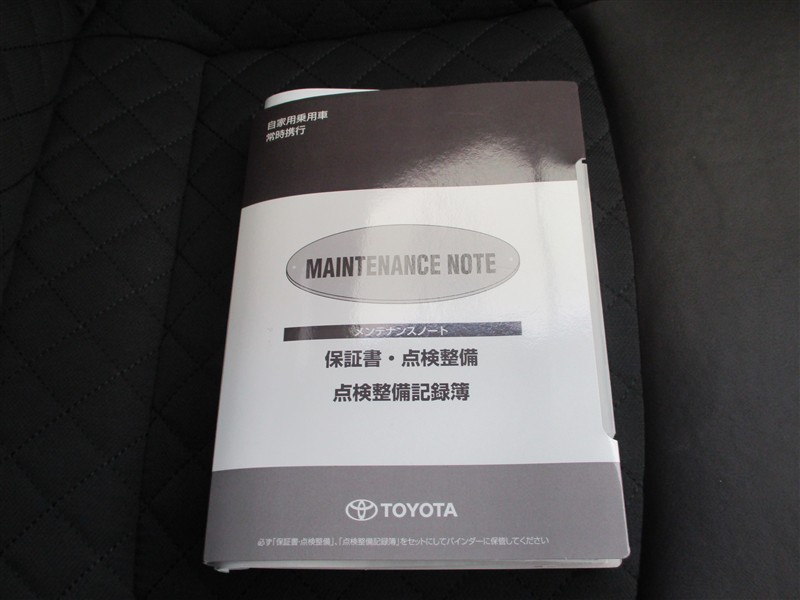 自家用乗用車
常時携行
MAINTENANCE NOTE
メンテナンスノート
保証書・点検整備
点検整備記録簿
TOYOTA
必ず「保証書・点検整備」、「点検整備記録簿」をセットにしてバインダーに保管してください